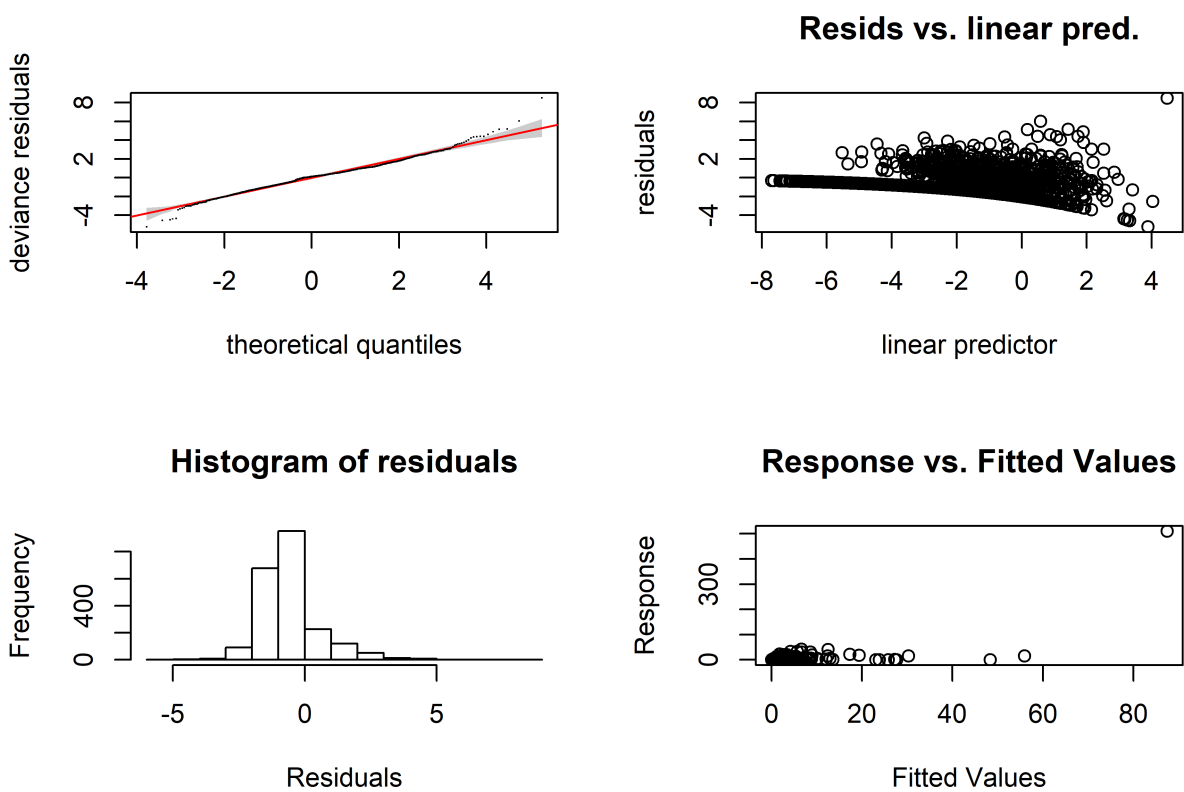 deviance residuals
8
2
-4
-4
-2
0
2
4
theoretical quantiles
Resids vs. linear pred.
residuals
8
2
-4
-8
-6
-4
-2
0
2
4
linear predictor
Histogram of residuals
Frequency
400
0
-5
0
5
Residuals
Response vs. Fitted Values
Response
300
0
0
20
40
60
80
Fitted Values